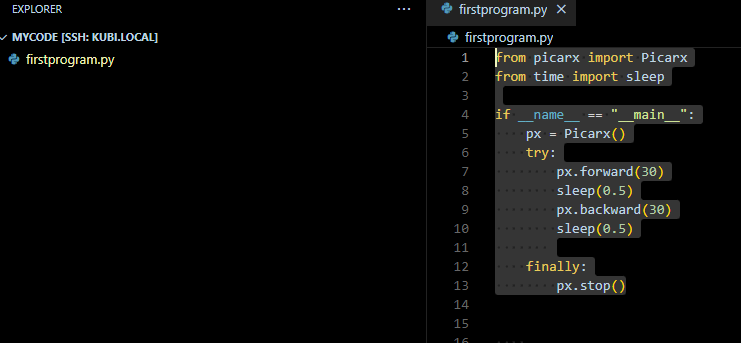 EXPLORER
···
MYCODE [SSH: KUBI.LOCAL]
firstprogram.py
firstprogram.py
firstprogram.py
1 from picarx import Picarx
2 from time import sleep
3
4 if __name__ == "__main__":
5     px = Picarx()
6     try:
7         px.forward(30)
8         sleep(0.5)
9         px.backward(30)
10         sleep(0.5)
11
12     finally:
13         px.stop()
14
15
16